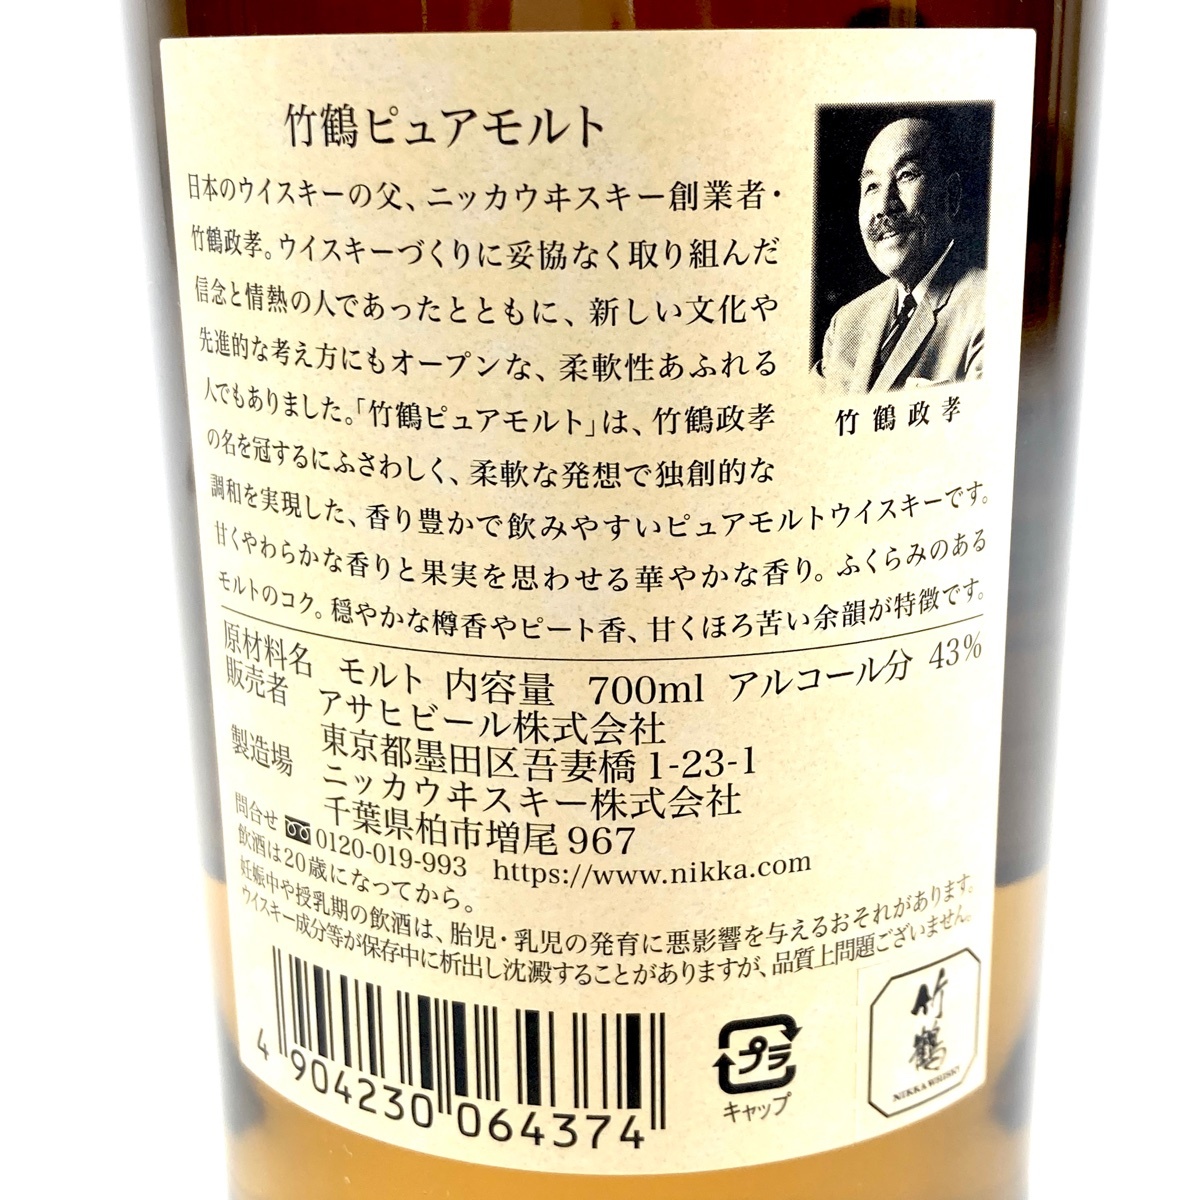 竹鶴ピュアモルト
日本のウイスキーの父、ニッカウヰスキー創業者・
竹鶴政孝。ウイスキーづくりに妥協なく取り組んだ
信念と情熱の人であったとともに、新しい文化や
先進的な考え方にもオープンな、柔軟性あふれる
人でもありました。「竹鶴ピュアモルト」は、竹鶴政孝
の名を冠するにふさわしく、柔軟な発想で独創的な
調和を実現した、香り豊かで飲みやすいピュアモルトウイスキーです。
甘くやわらかな香りと果実を思わせる華やかな香り。ふくらみのある
モルトのコク。穏やかな樽香やピート香、甘くほろ苦い余韻が特徴です。
竹鶴政孝
原材料名 モルト 内容量 700ml アルコール分 43%
販売者 アサヒビール株式会社
東京都墨田区吾妻橋1-23-1
製造場 ニッカウヰスキー株式会社
千葉県柏市増尾967
問合せ 0120-019-993 https://www.nikka.com
飲酒は20歳になってから。
妊娠中や授乳期の飲酒は、胎児・乳児の発育に悪影響を与えるおそれがあります。
ウイスキー成分等が保存中に析出し沈澱することがありますが、品質上問題ございません。
4 904230 064374
プラ
キャップ
竹鶴
NIKKA WHISKY